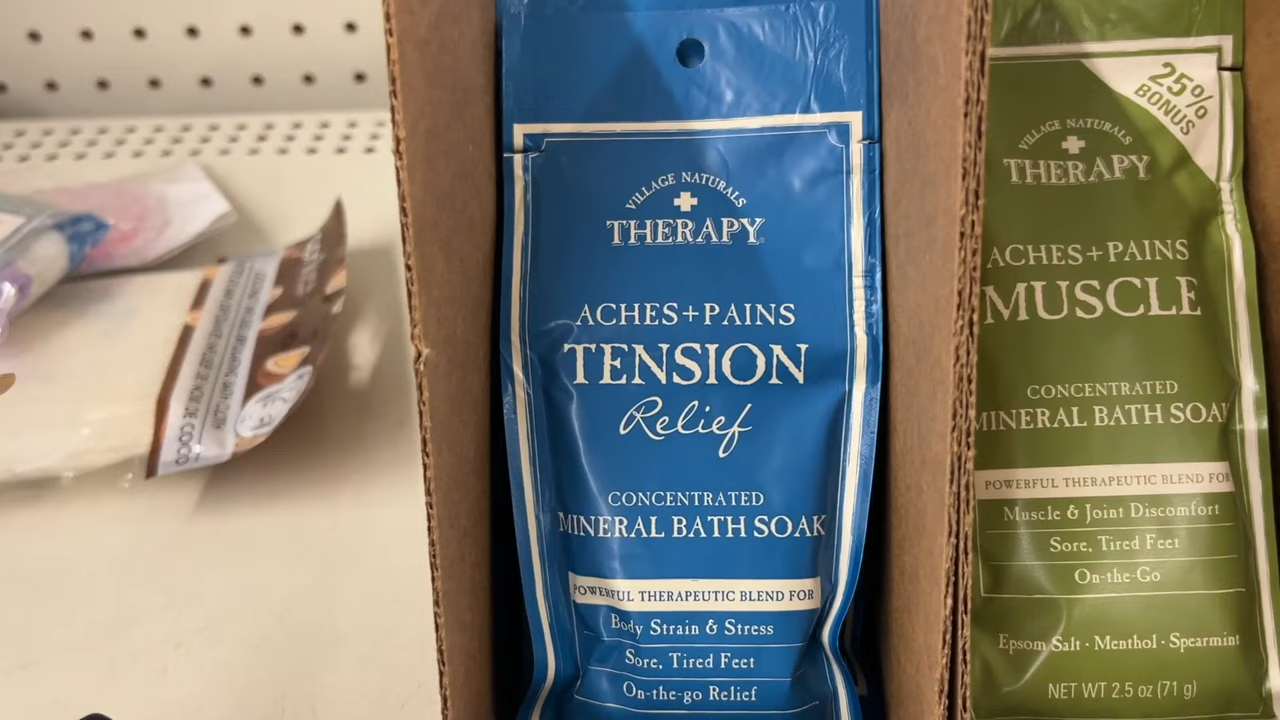 VILLAGE NATURALS
THERAPY
ACHES+PAINS
TENSION
Relief
CONCENTRATED
MINERAL BATH SOAK
POWERFUL THERAPEUTIC BLEND FOR
Body Strain & Stress
Sore, Tired Feet
On-the-go Relief
25%
BONUS
VILLAGE NATURALS
THERAPY
ACHES+PAINS
MUSCLE
CONCENTRATED
MINERAL BATH SOAK
POWERFUL THERAPEUTIC BLEND FOR
Muscle & Joint Discomfort
Sore, Tired Feet
On-the-Go
Epsom Salt · Menthol · Spearmint
NET WT 2.5 oz (71 g)
DE COCO